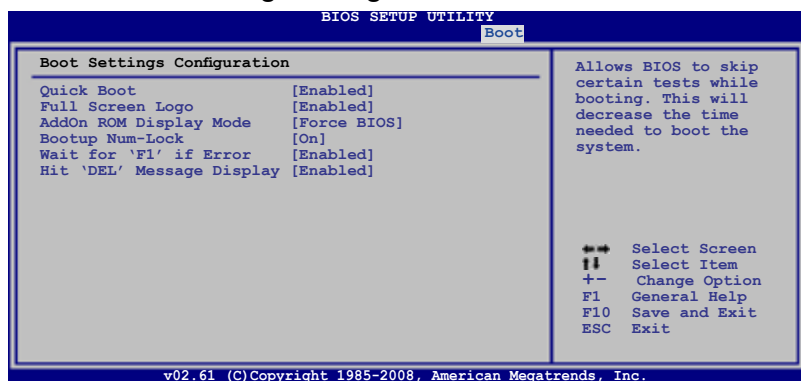 BIOS SETUP UTILITY
Boot
Boot Settings Configuration
Quick Boot [Enabled]
Full Screen Logo [Enabled]
AddOn ROM Display Mode [Force BIOS]
Bootup Num-Lock [On]
Wait for ‘F1’ if Error [Enabled]
Hit ‘DEL’ Message Display [Enabled]
Allows BIOS to skip
certain tests while
booting. This will
decrease the time
needed to boot the
system.
Select Screen
Select Item
+- Change Option
F1 General Help
F10 Save and Exit
ESC Exit
v02.61 (C)Copyright 1985-2008, American Megatrends, Inc.